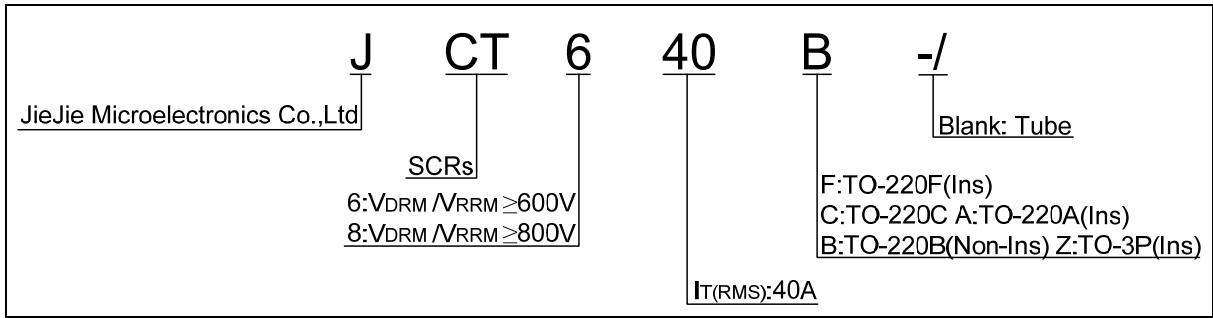 J CT 6 40 B -/
JieJie Microelectronics Co.,Ltd
Blank: Tube
SCRs
6:VDRM /VRRM ≥600V
8:VDRM /VRRM ≥800V
F:TO-220F(Ins)
C:TO-220C A:TO-220A(Ins)
B:TO-220B(Non-Ins) Z:TO-3P(Ins)
IT(RMS):40A